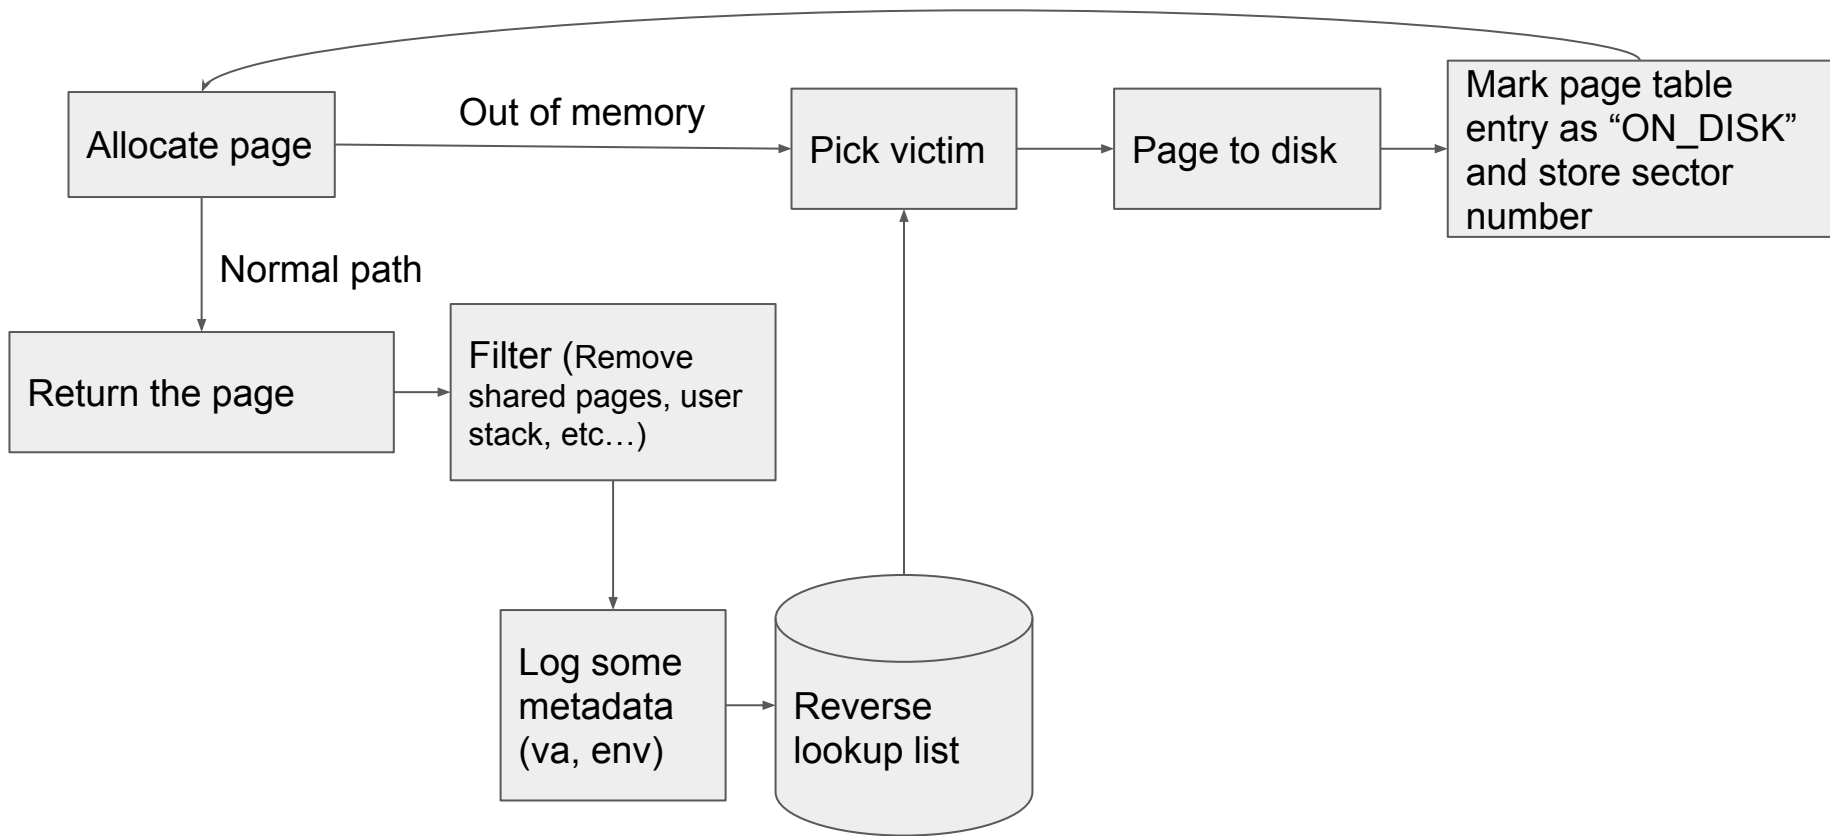 Allocate page
Out of memory
Pick victim
Page to disk
Mark page table
entry as “ON_DISK”
and store sector
number
Normal path
Return the page
Filter (Remove
shared pages, user
stack, etc…)
Log some
metadata
(va, env)
Reverse
lookup list